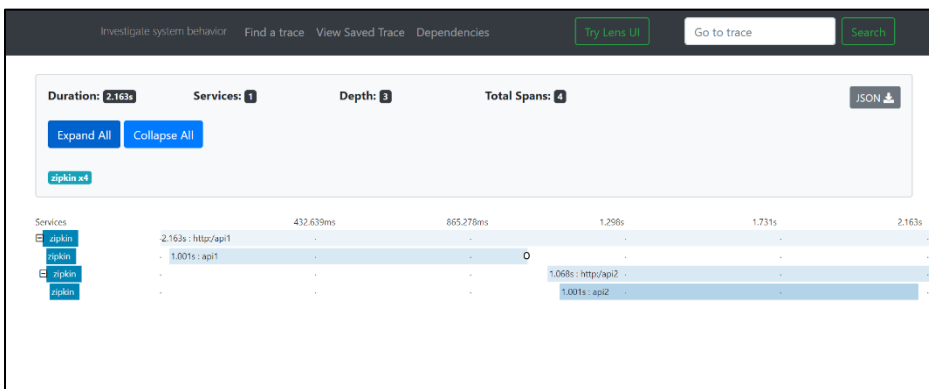 Investigate system behavior Find a trace View Saved Trace Dependencies Try Lens UI Go to trace Search
Duration: 2.163s Services: 1 Depth: 3 Total Spans: 4 JSON
Expand All Collapse All
zipkin x4
Services 432.639ms 865.278ms 1.298s 1.731s 2.163s
zipkin 2.163s : http:/api1
zipkin 1.001s : api1
zipkin 1.068s : http:/api2
zipkin 1.001s : api2